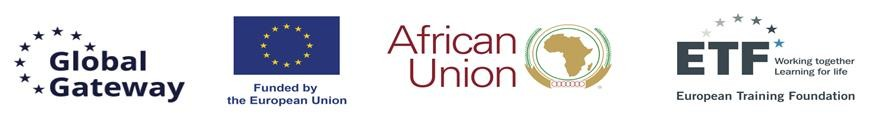 Global
Gateway
Funded by
the European Union
African
Union
ETF
Working together
Learning for life
European Training Foundation